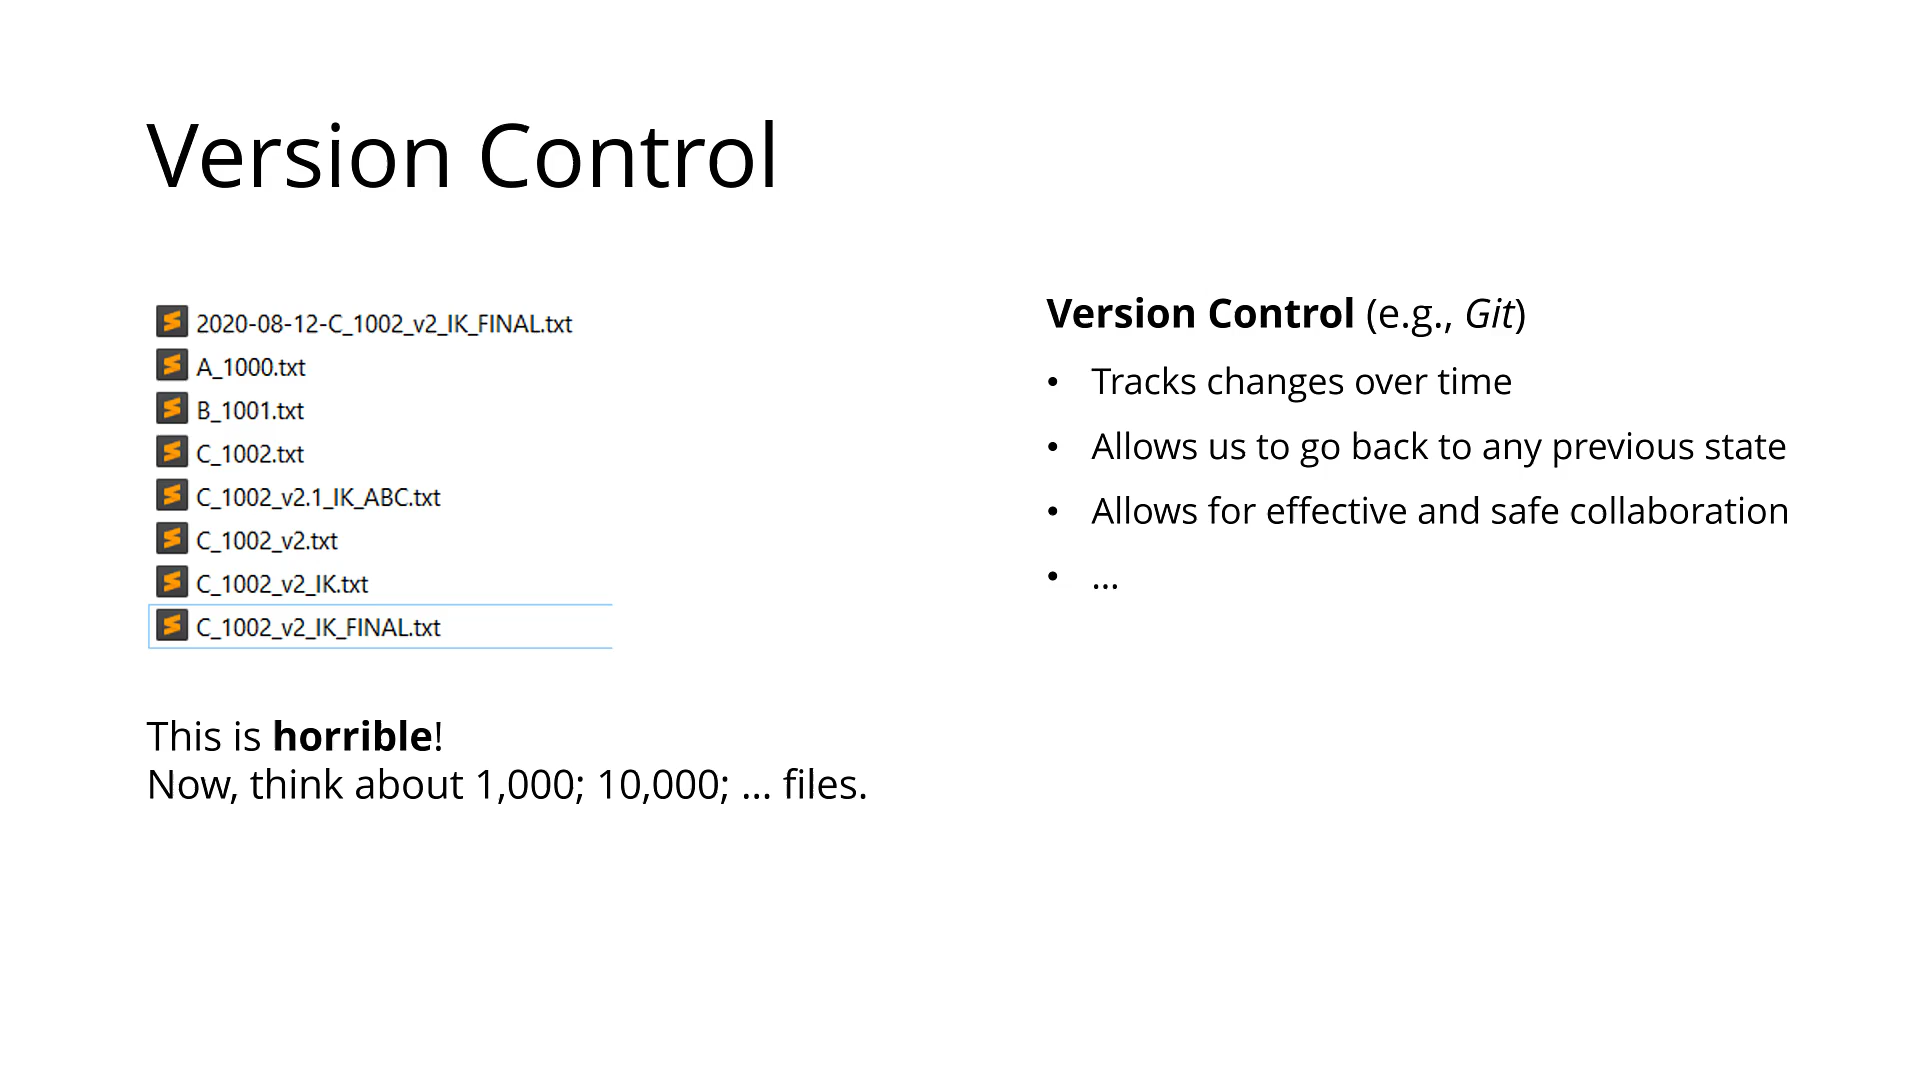 Version Control
2020-08-12-C_1002_v2_IK_FINAL.txt
A_1000.txt
B_1001.txt
C_1002.txt
C_1002_v2.1_IK_ABC.txt
C_1002_v2.txt
C_1002_v2_IK.txt
C_1002_v2_IK_FINAL.txt
This is horrible!
Now, think about 1,000; 10,000; … files.
Version Control (e.g., Git)
• Tracks changes over time
• Allows us to go back to any previous state
• Allows for effective and safe collaboration
• …